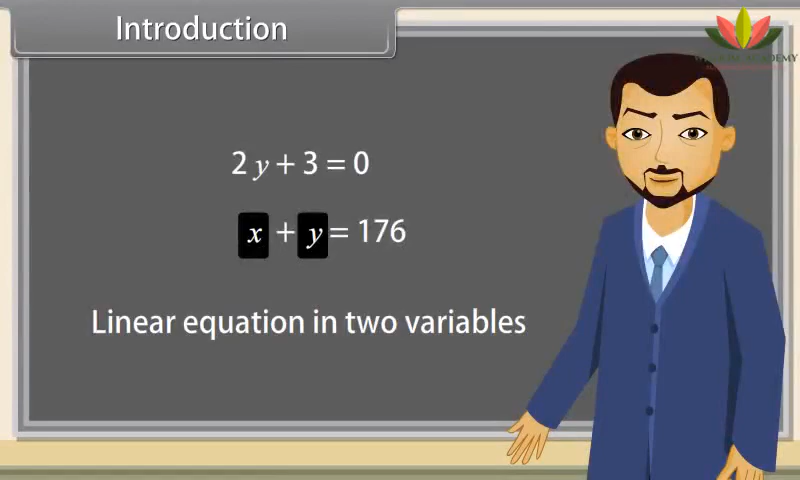 Introduction
2 y + 3 = 0
x + y = 176
Linear equation in two variables